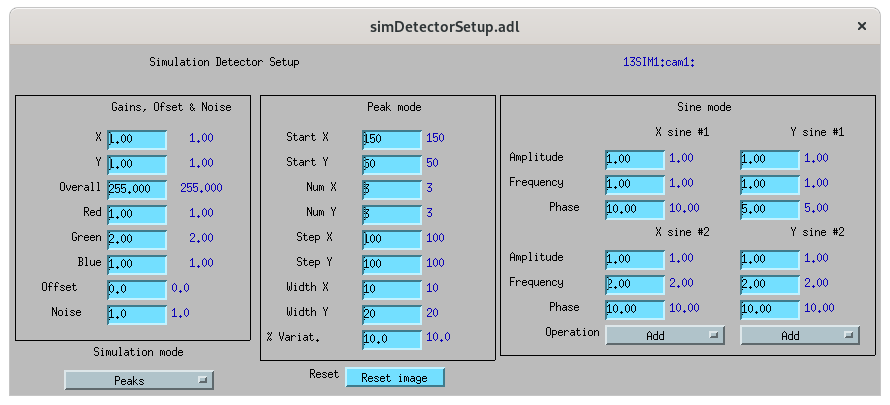 simDetectorSetup.adl ×
Simulation Detector Setup 13SIM1:cam1:
Gains, Ofset & Noise
X 1.00 1.00
Y 1.00 1.00
Overall 255.000 255.000
Red 1.00 1.00
Green 2.00 2.00
Blue 1.00 1.00
Offset 0.0 0.0
Noise 1.0 1.0
Simulation mode
Peaks
Peak mode
Start X 150 150
Start Y 50 50
Num X 3 3
Num Y 3 3
Step X 100 100
Step Y 100 100
Width X 10 10
Width Y 20 20
% Variat. 10.0 10.0
Reset Reset image
Sine mode
X sine #1 Y sine #1
Amplitude 1.00 1.00 1.00 1.00
Frequency 1.00 1.00 1.00 1.00
Phase 10.00 10.00 5.00 5.00
X sine #2 Y sine #2
Amplitude 1.00 1.00 1.00 1.00
Frequency 2.00 2.00 2.00 2.00
Phase 10.00 10.00 10.00 10.00
Operation Add Add